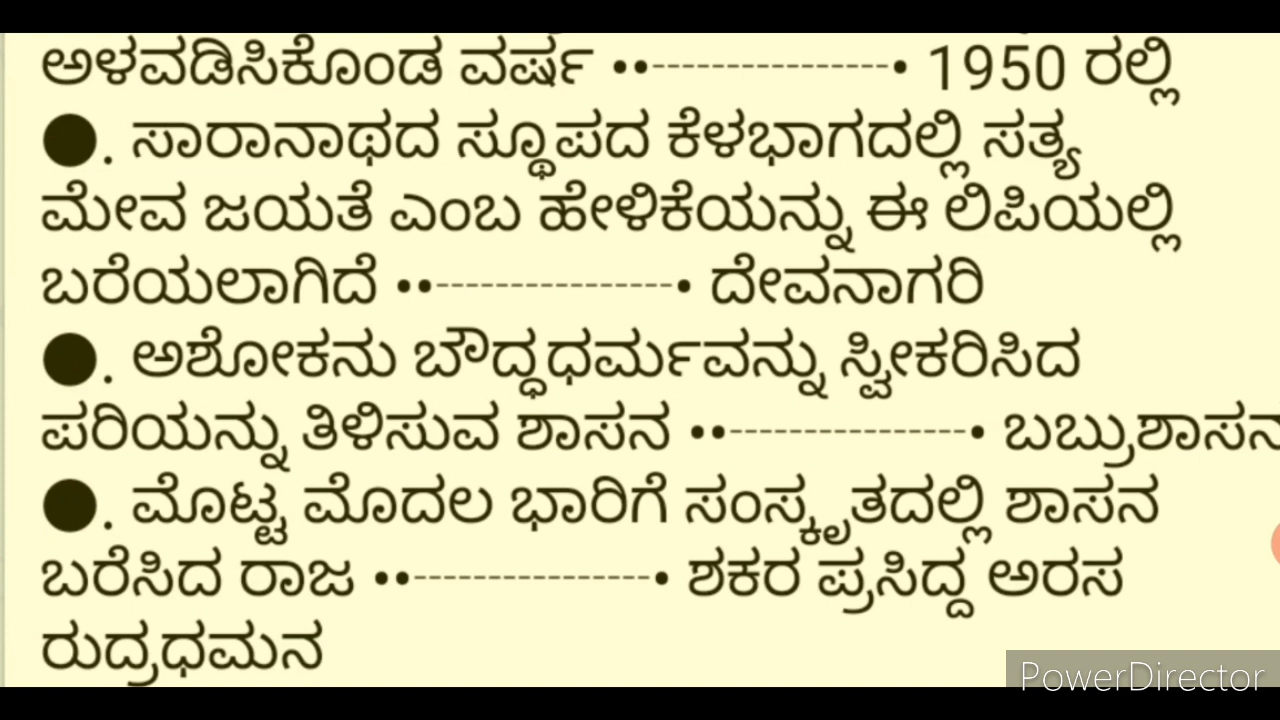 ಅಳವಡಿಸಿಕೊಂಡ ವರ್ಷ ••----------------• 1950 ರಲ್ಲಿ
●. ಸಾರಾನಾಥದ ಸ್ಥೂಪದ ಕೆಳಭಾಗದಲ್ಲಿ ಸತ್ಯ
ಮೇವ ಜಯತೆ ಎಂಬ ಹೇಳಿಕೆಯನ್ನು ಈ ಲಿಪಿಯಲ್ಲಿ
ಬರೆಯಲಾಗಿದೆ ••----------------• ದೇವನಾಗರಿ
●. ಅಶೋಕನು ಬೌದ್ಧಧರ್ಮವನ್ನು ಸ್ವೀಕರಿಸಿದ
ಪರಿಯನ್ನು ತಿಳಿಸುವ ಶಾಸನ ••----------------• ಬಬ್ರುಶಾಸನ
●. ಮೊಟ್ಟ ಮೊದಲ ಭಾರಿಗೆ ಸಂಸ್ಕೃತದಲ್ಲಿ ಶಾಸನ
ಬರೆಸಿದ ರಾಜ ••----------------• ಶಕರ ಪ್ರಸಿದ್ದ ಅರಸ
ರುದ್ರಧಮನ
PowerDirector